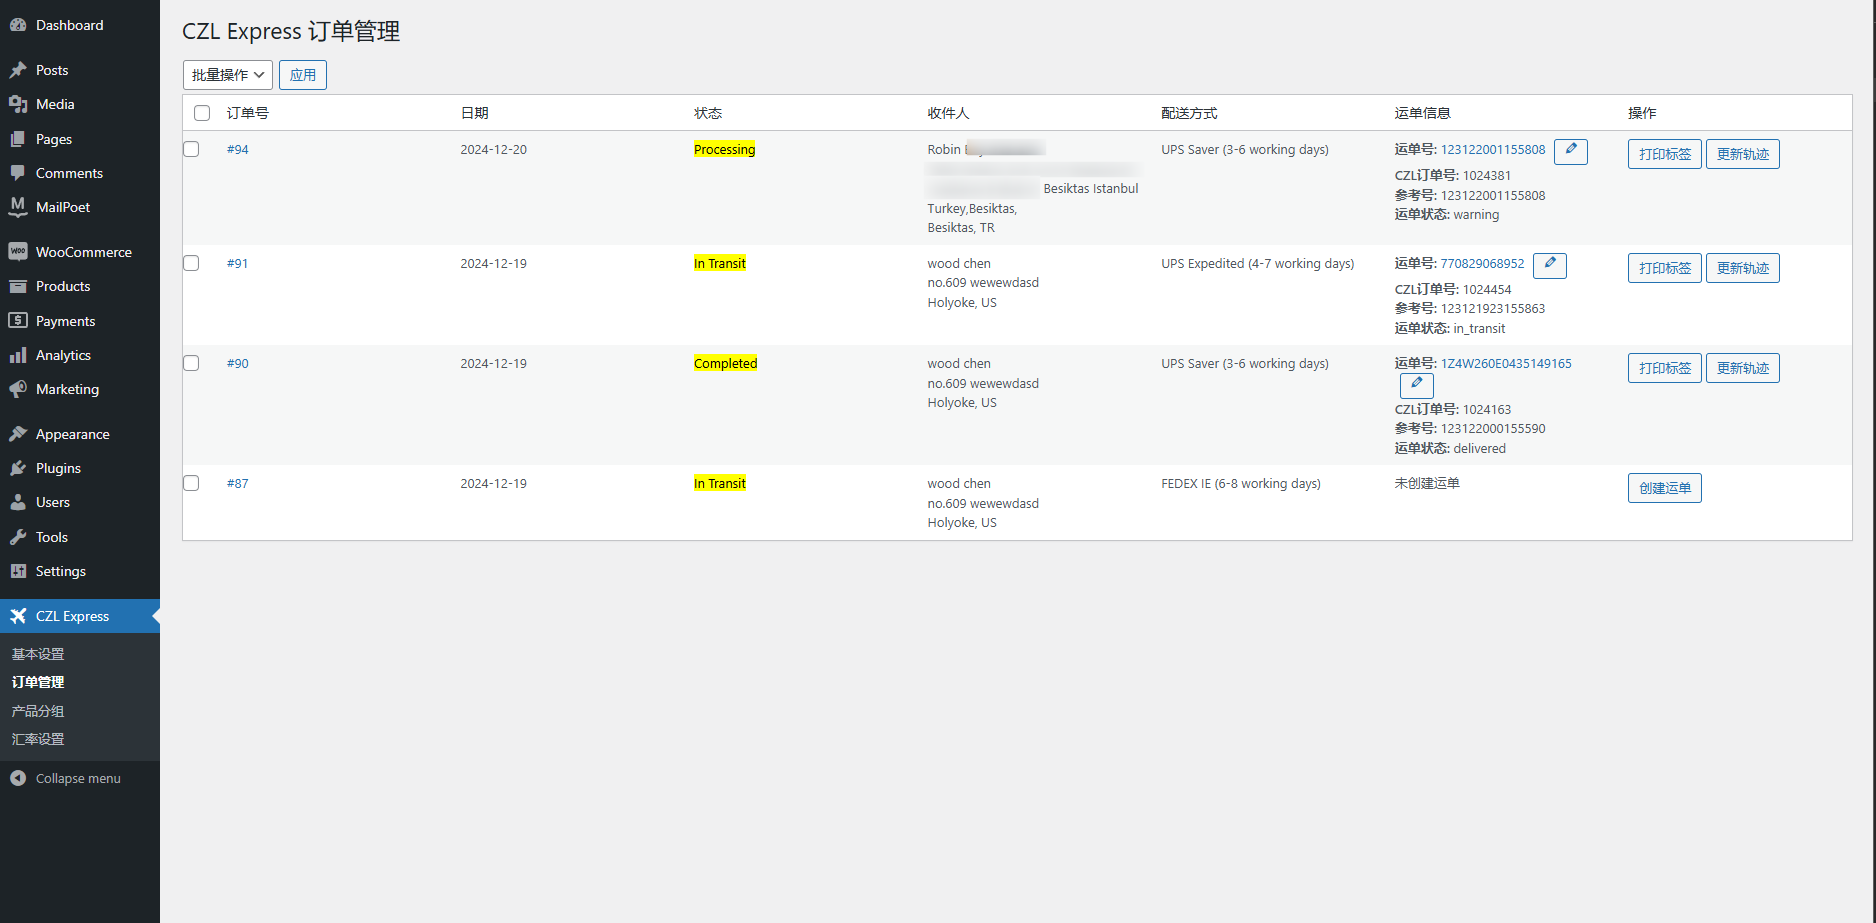 Dashboard
Posts
Media
Pages
Comments
MailPoet
WooCommerce
Products
Payments
Analytics
Marketing
Appearance
Plugins
Users
Tools
Settings
CZL Express
基本设置
订单管理
产品分组
汇率设置
Collapse menu
CZL Express 订单管理
批量操作 应用
订单号 日期 状态 收件人 配送方式 运单信息 操作
#94 2024-12-20 Processing Robin UPS Saver (3-6 working days) 运单号: 123122001155808 打印标签 更新轨迹
CZL订单号: 1024381
Besiktas Istanbul 参考号: 123122001155808
Turkey,Besiktas, 运单状态: warning
Besiktas, TR
#91 2024-12-19 In Transit wood chen UPS Expedited (4-7 working days) 运单号: 770829068952 打印标签 更新轨迹
no.609 wewewdasd CZL订单号: 1024454
Holyoke, US 参考号: 123121923155863
运单状态: in_transit
#90 2024-12-19 Completed wood chen UPS Saver (3-6 working days) 运单号: 1Z4W260E0435149165 打印标签 更新轨迹
no.609 wewewdasd
Holyoke, US CZL订单号: 1024163
参考号: 123122000155590
运单状态: delivered
#87 2024-12-19 In Transit wood chen FEDEX IE (6-8 working days) 未创建运单 创建运单
no.609 wewewdasd
Holyoke, US